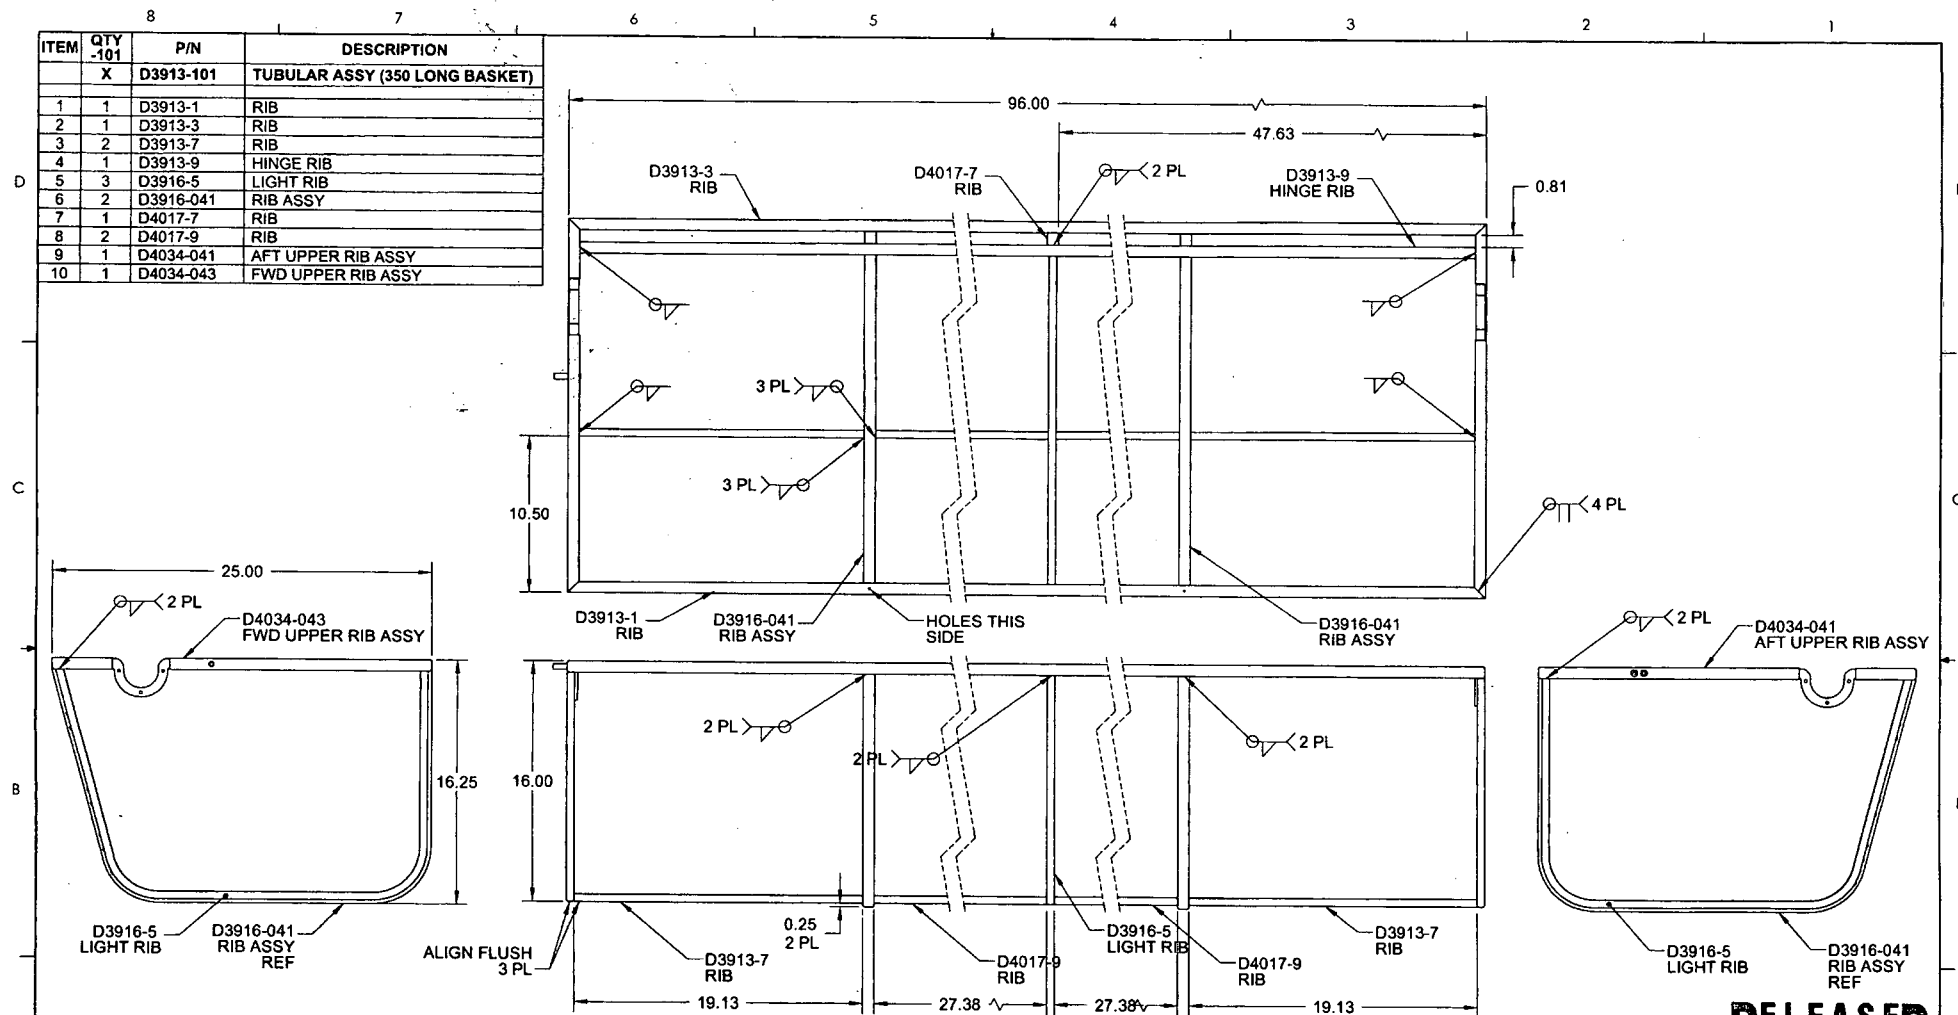 8 7 6 5 4 3 2 1
ITEM QTY -101 P/N DESCRIPTION
X D3913-101 TUBULAR ASSY (350 LONG BASKET)
1 1 D3913-1 RIB
2 1 D3913-3 RIB
3 2 D3913-7 RIB
4 1 D3913-9 HINGE RIB
5 3 D3916-5 LIGHT RIB
6 2 D3916-041 RIB ASSY
7 1 D4017-7 RIB
8 2 D4017-9 RIB
9 1 D4034-041 AFT UPPER RIB ASSY
10 1 D4034-043 FWD UPPER RIB ASSY
96.00
47.63
D3913-3
RIB
D4017-7
RIB
2 PL
D3913-9
HINGE RIB
0.81
D
3 PL
3 PL
C
10.50
4 PL
D3913-1
RIB
D3916-041
RIB ASSY
HOLES THIS
SIDE
D3916-041
RIB ASSY
25.00
2 PL
D4034-043
FWD UPPER RIB ASSY
2 PL
D4034-041
AFT UPPER RIB ASSY
2 PL
2 PL
2 PL
B
16.25
16.00
D3916-5
LIGHT RIB
D3916-041
RIB ASSY
REF
ALIGN FLUSH
3 PL
D3913-7
RIB
0.25
2 PL
D4017-9
RIB
D3916-5
LIGHT RIB
D4017-9
RIB
D3913-7
RIB
D3916-5
LIGHT RIB
D3916-041
RIB ASSY
REF
19.13
27.38
27.38
19.13
RELEASED